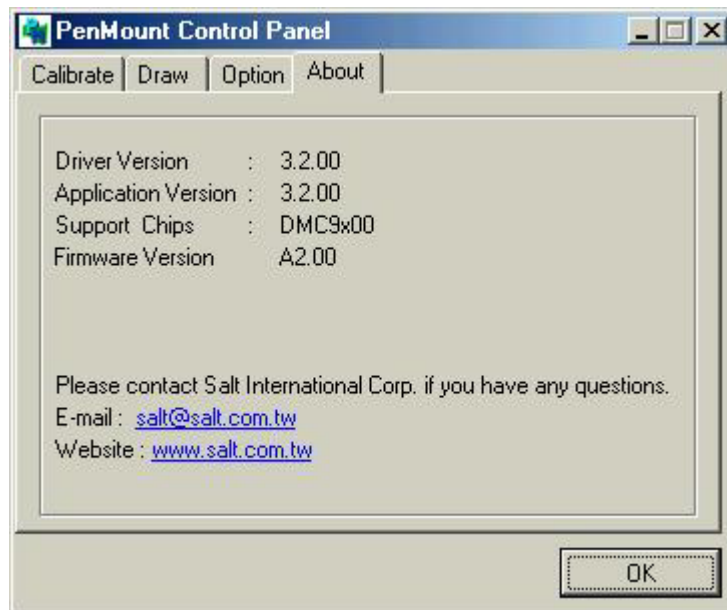 PenMount Control Panel
Calibrate Draw Option About
Driver Version : 3.2.00
Application Version : 3.2.00
Support Chips : DMC9x00
Firmware Version A2.00
Please contact Salt International Corp. if you have any questions.
E-mail : salt@salt.com.tw
Website : www.salt.com.tw
OK